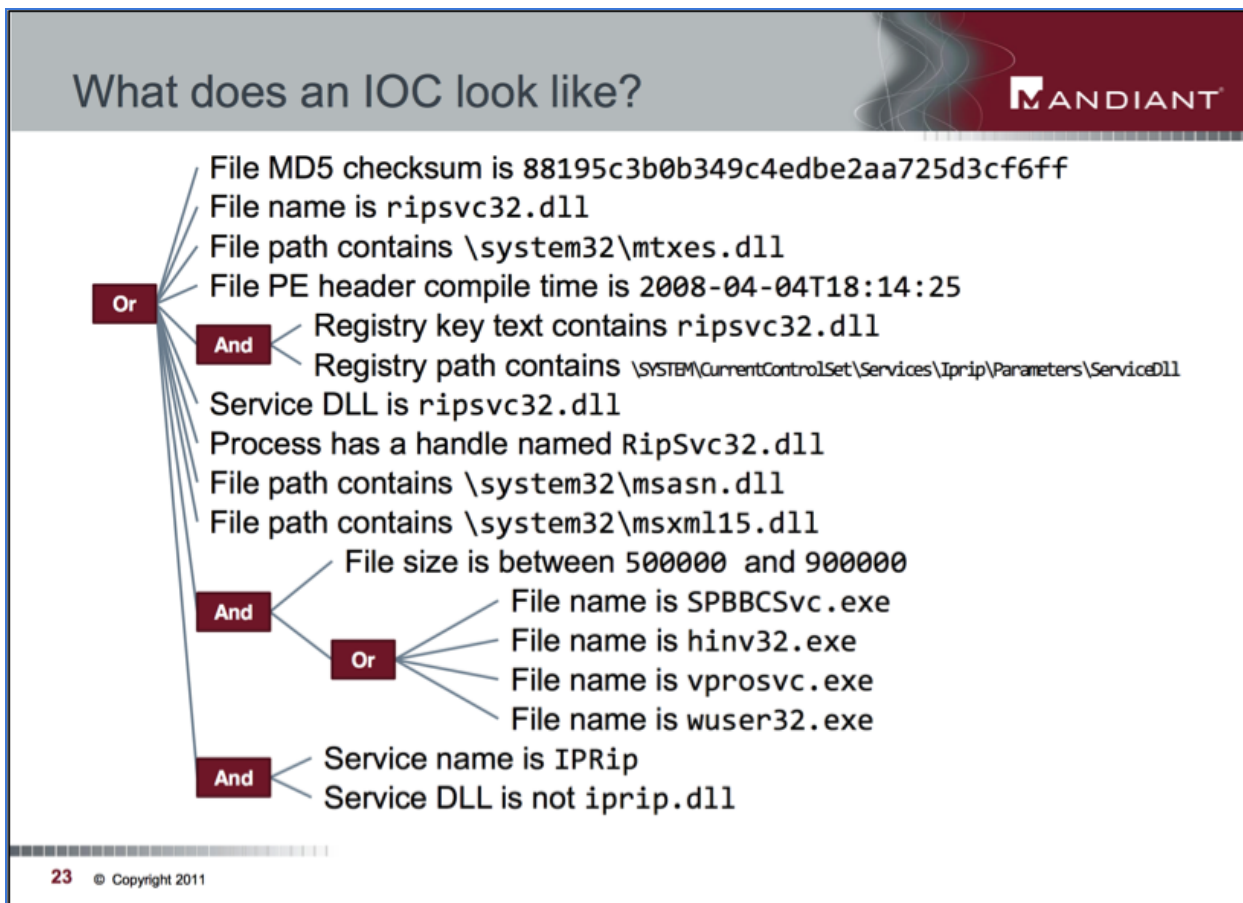 What does an IOC look like?
MANDIANT
File MD5 checksum is 88195c3b0b349c4edbe2aa725d3cf6ff
File name is ripsvc32.dll
File path contains \system32\mtxes.dll
File PE header compile time is 2008-04-04T18:14:25
Or
And
Registry key text contains ripsvc32.dll
Registry path contains \SYSTEM\CurrentControlSet\Services\Iprip\Parameters\ServiceDll
Service DLL is ripsvc32.dll
Process has a handle named RipSvc32.dll
File path contains \system32\msasn.dll
File path contains \system32\msxml15.dll
File size is between 500000 and 900000
And
File name is SPBBCSvc.exe
File name is hinv32.exe
Or
File name is vprosvc.exe
File name is wuser32.exe
Service name is IPRip
And
Service DLL is not iprip.dll
23 © Copyright 2011